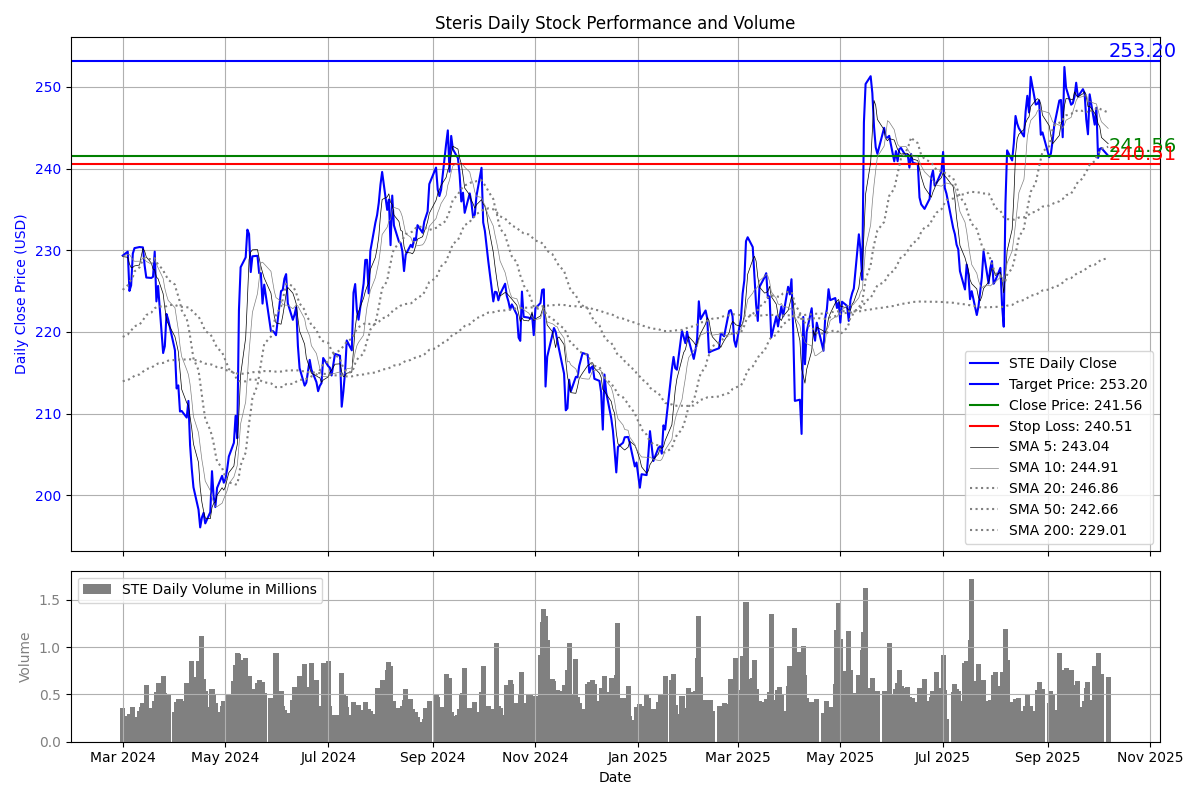 Steris Daily Stock Performance and Volume
253.20
250
241.56
240.51
240
230
220
210
200
Daily Close Price (USD)
STE Daily Close
Target Price: 253.20
Close Price: 241.56
Stop Loss: 240.51
SMA 5: 243.04
SMA 10: 244.91
SMA 20: 246.86
SMA 50: 242.66
SMA 200: 229.01
STE Daily Volume in Millions
1.5
1.0
0.5
0.0
Volume
Mar 2024 May 2024 Jul 2024 Sep 2024 Nov 2024 Jan 2025 Mar 2025 May 2025 Jul 2025 Sep 2025 Nov 2025
Date